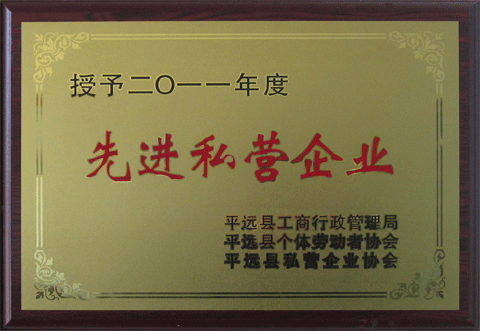 授予二〇一一年度
先进私营企业
平远县工商行政管理局
平远县个体劳动者协会
平远县私营企业协会